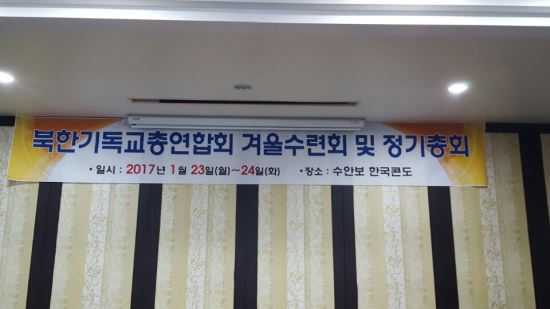 북한기독교총연합회 겨울수련회 및 정기총회
• 일시 : 2017년 1월 23일(월)~24일(화) • 장소 : 수안보 한국콘도